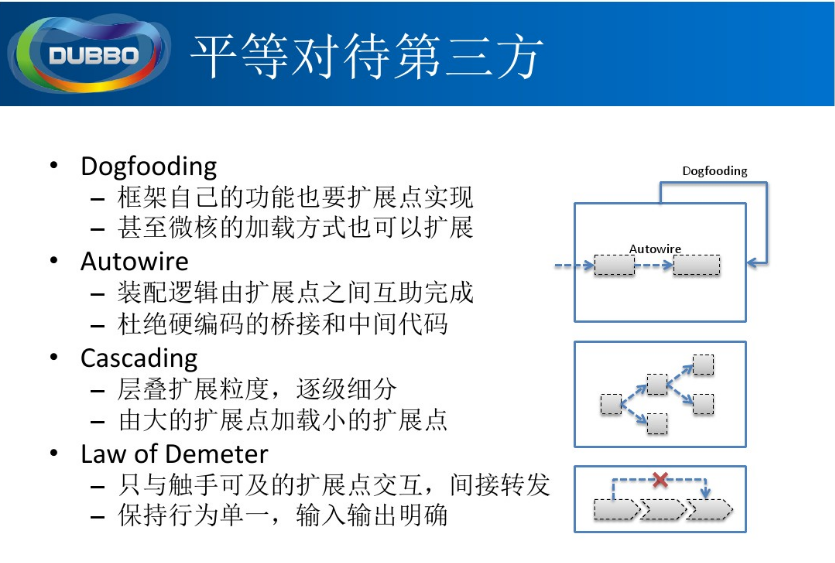 DUBBO
平等对待第三方
• Dogfooding
– 框架自己的功能也要扩展点实现
– 甚至微核的加载方式也可以扩展
• Autowire
– 装配逻辑由扩展点之间互助完成
– 杜绝硬编码的桥接和中间代码
• Cascading
– 层叠扩展粒度，逐级细分
– 由大的扩展点加载小的扩展点
• Law of Demeter
– 只与触手可及的扩展点交互，间接转发
– 保持行为单一，输入输出明确
Dogfooding
Autowire